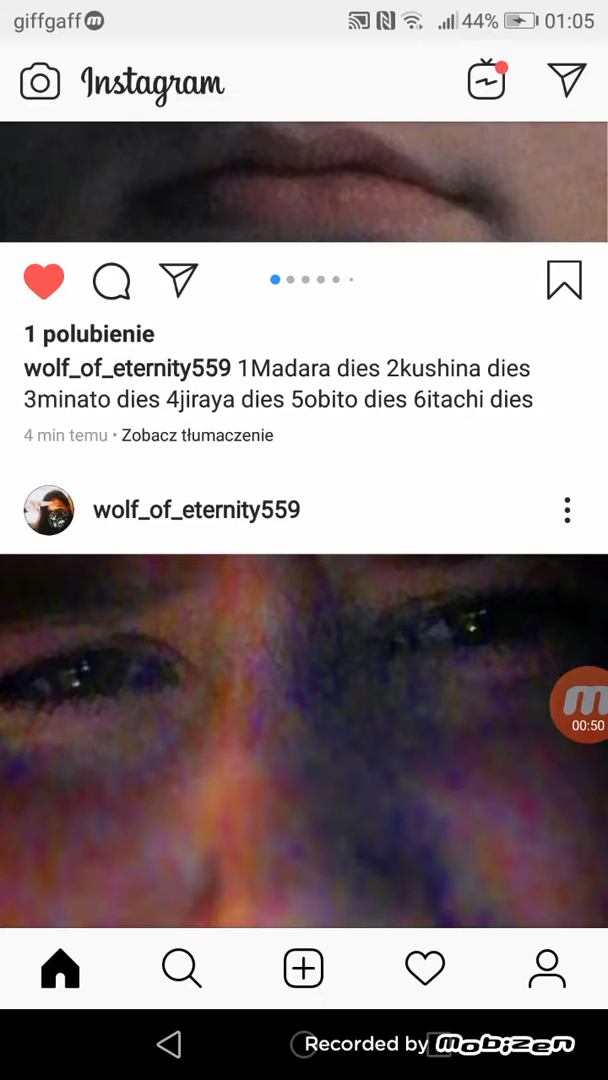 giffgaff 44% 01:05
Instagram
1 polubienie
wolf_of_eternity559 1Madara dies 2kushina dies
3minato dies 4jiraya dies 5obito dies 6itachi dies
4 min temu • Zobacz tłumaczenie
wolf_of_eternity559
00:50
Recorded by mobizen